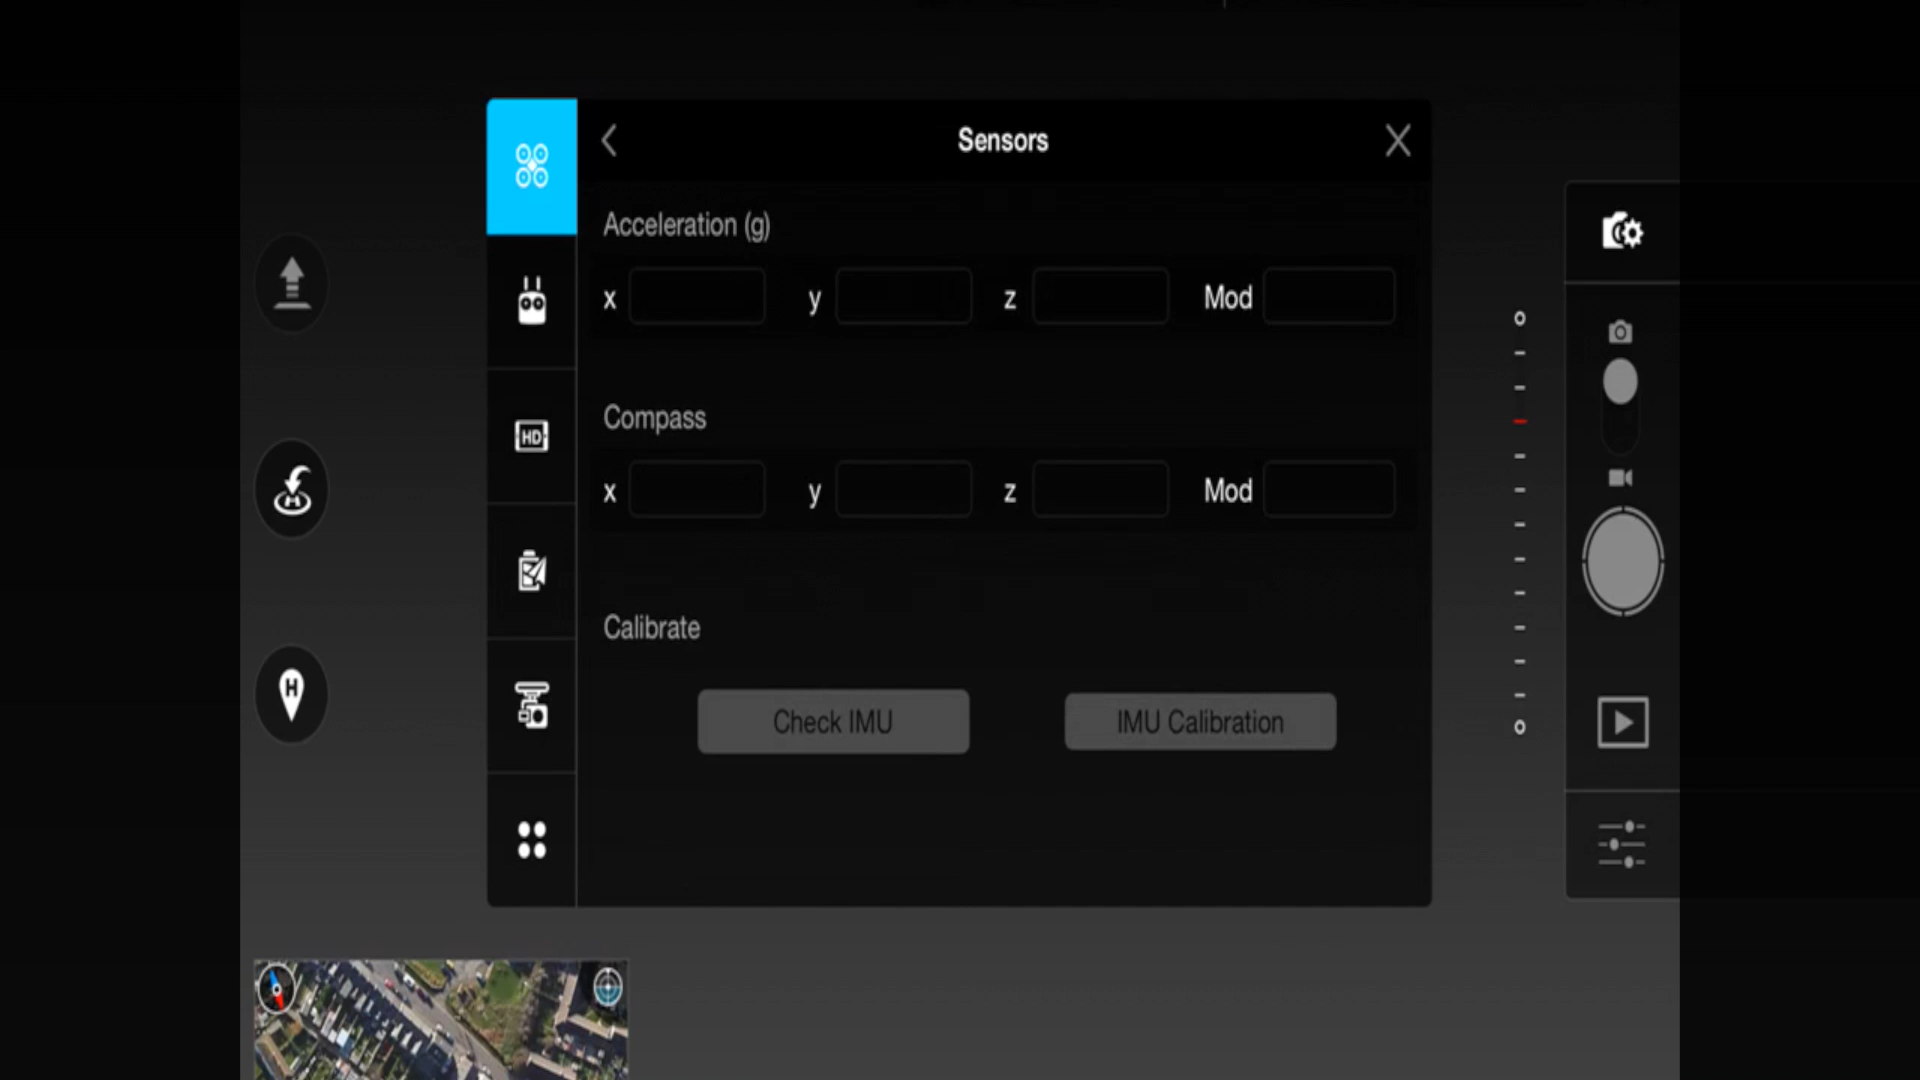 Sensors
Acceleration (g)
x y z Mod
Compass
x y z Mod
Calibrate
Check IMU IMU Calibration
HD
H
H